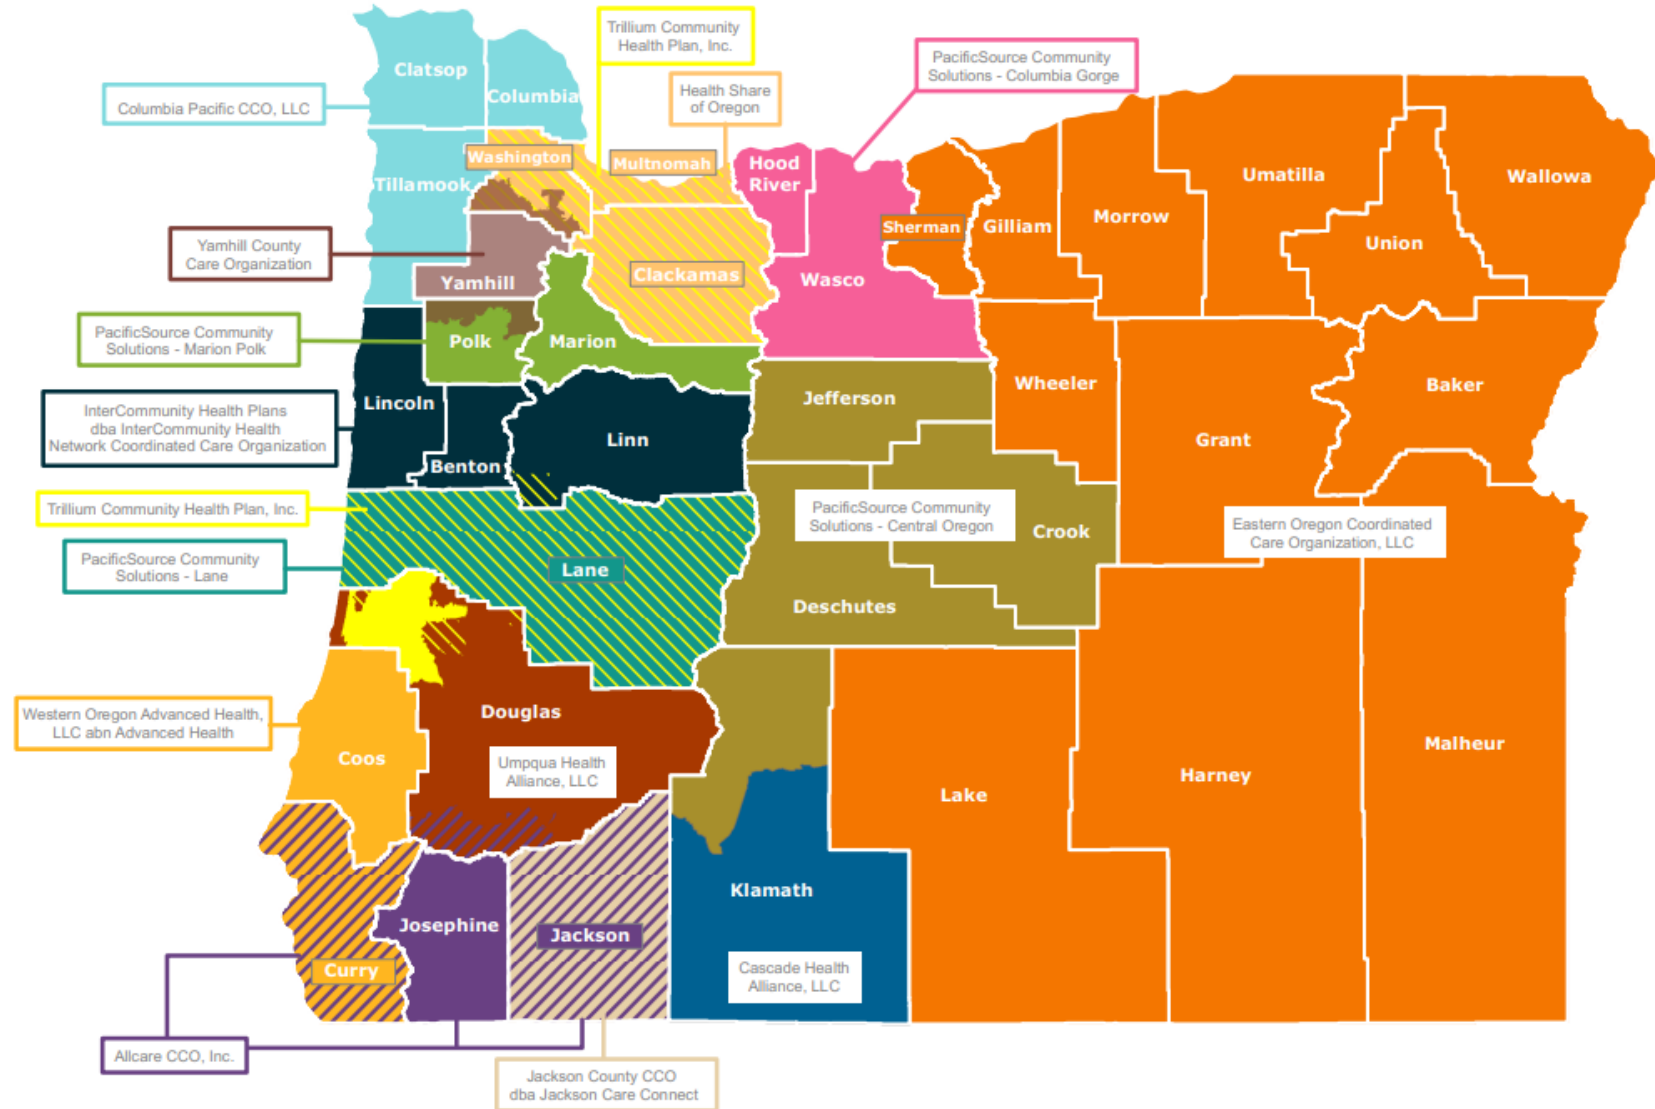 Trillium Community
Health Plan, Inc.
PacificSource Community
Solutions - Columbia Gorge
Clatsop
Columbia
Health Share
of Oregon
Columbia Pacific CCO, LLC
Washington
Multnomah
Hood
River
Tillamook
Umatilla
Wallowa
Morrow
Sherman
Gilliam
Union
Yamhill County
Care Organization
Yamhill
Clackamas
Wasco
PacificSource Community
Solutions - Marion Polk
Polk
Marion
Wheeler
Baker
Jefferson
Lincoln
InterCommunity Health Plans
dba InterCommunity Health
Network Coordinated Care Organization
Linn
Grant
Benton
Trillium Community Health Plan, Inc.
PacificSource Community
Solutions - Central Oregon
Crook
Eastern Oregon Coordinated
Care Organization, LLC
PacificSource Community
Solutions - Lane
Lane
Deschutes
Western Oregon Advanced Health,
LLC abn Advanced Health
Douglas
Coos
Umpqua Health
Alliance, LLC
Malheur
Harney
Lake
Klamath
Josephine
Jackson
Curry
Cascade Health
Alliance, LLC
Allcare CCO, Inc.
Jackson County CCO
dba Jackson Care Connect